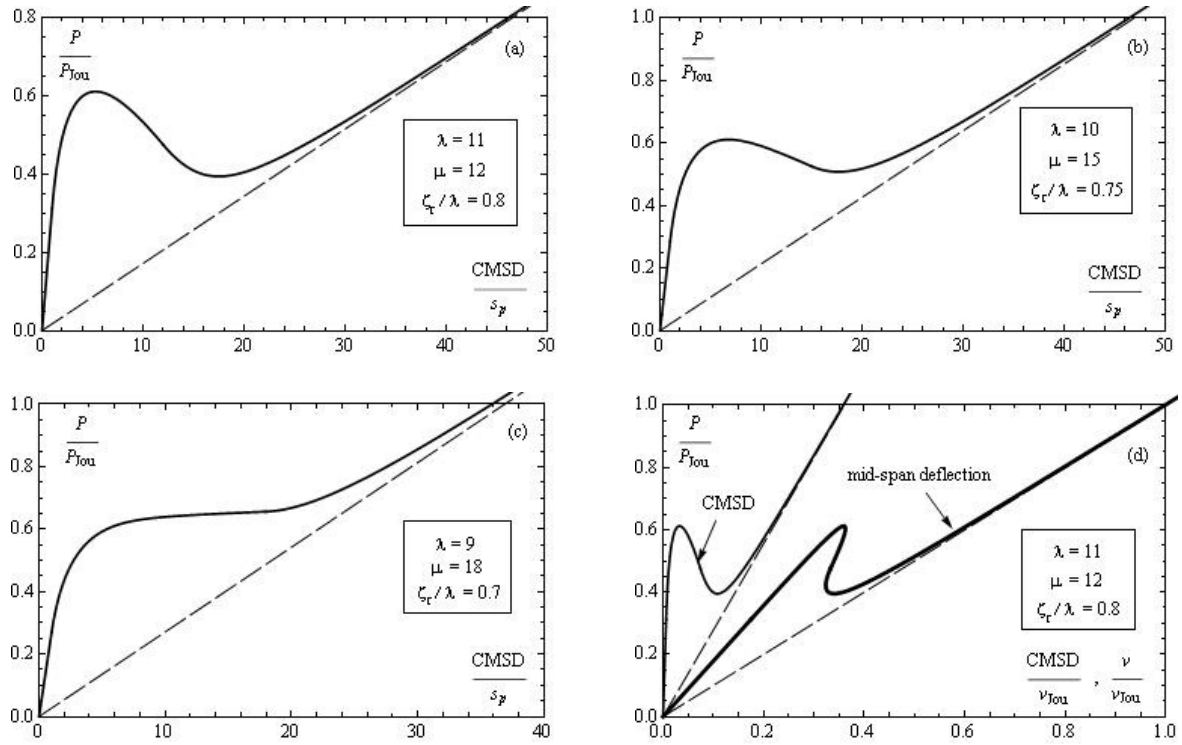 0.8
P
P_Jou
(a)
0.6
λ = 11
μ = 12
ζ_r / λ = 0.8
0.4
0.2
CMSD
s_p
0.0
0 10 20 30 40 50
1.0
P
P_Jou
(b)
0.8
0.6
λ = 10
μ = 15
ζ_r / λ = 0.75
0.4
0.2
CMSD
s_p
0.0
0 10 20 30 40 50
1.0
P
P_Jou
(c)
0.8
0.6
λ = 9
μ = 18
ζ_r / λ = 0.7
0.4
0.2
CMSD
s_p
0.0
0 10 20 30 40
1.0
P
P_Jou
(d)
0.8
mid-span deflection
CMSD
0.6
λ = 11
μ = 12
ζ_r / λ = 0.8
0.4
0.2
CMSD , v
v_Jou v_Jou
0.0
0.0 0.2 0.4 0.6 0.8 1.0